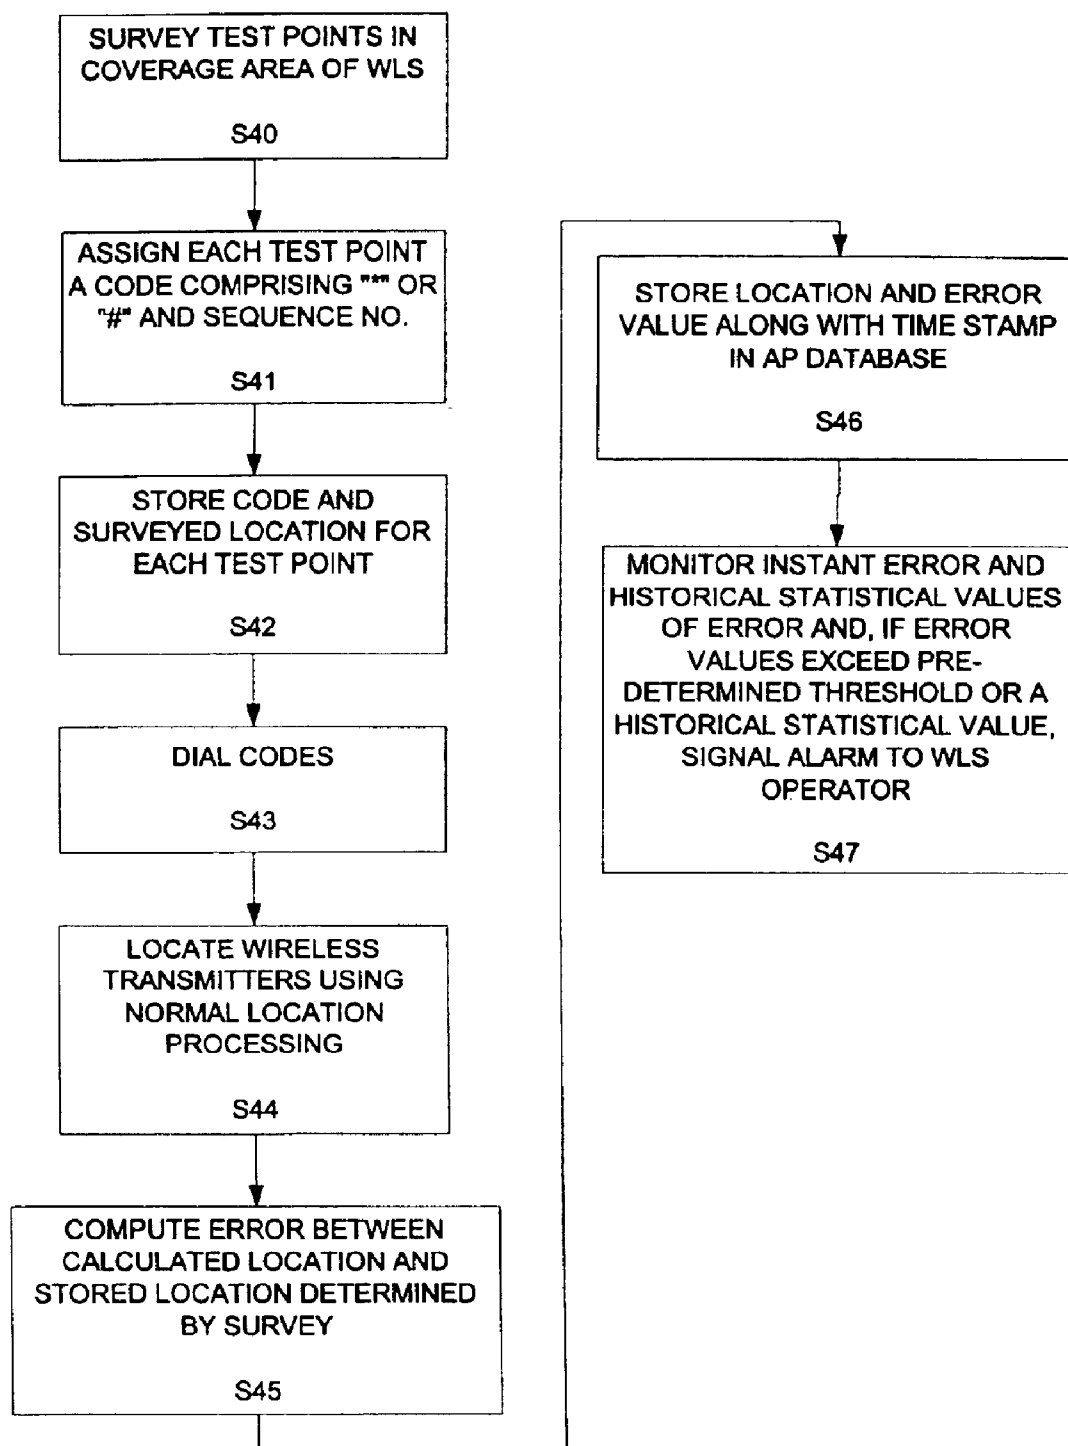 SURVEY TEST POINTS IN
COVERAGE AREA OF WLS
S40
ASSIGN EACH TEST POINT
A CODE COMPRISING "*" OR
"#" AND SEQUENCE NO.
S41
STORE CODE AND
SURVEYED LOCATION FOR
EACH TEST POINT
S42
DIAL CODES
S43
LOCATE WIRELESS
TRANSMITTERS USING
NORMAL LOCATION
PROCESSING
S44
COMPUTE ERROR BETWEEN
CALCULATED LOCATION AND
STORED LOCATION DETERMINED
BY SURVEY
S45
STORE LOCATION AND ERROR
VALUE ALONG WITH TIME STAMP
IN AP DATABASE
S46
MONITOR INSTANT ERROR AND
HISTORICAL STATISTICAL VALUES
OF ERROR AND, IF ERROR
VALUES EXCEED PRE-
DETERMINED THRESHOLD OR A
HISTORICAL STATISTICAL VALUE,
SIGNAL ALARM TO WLS
OPERATOR
S47